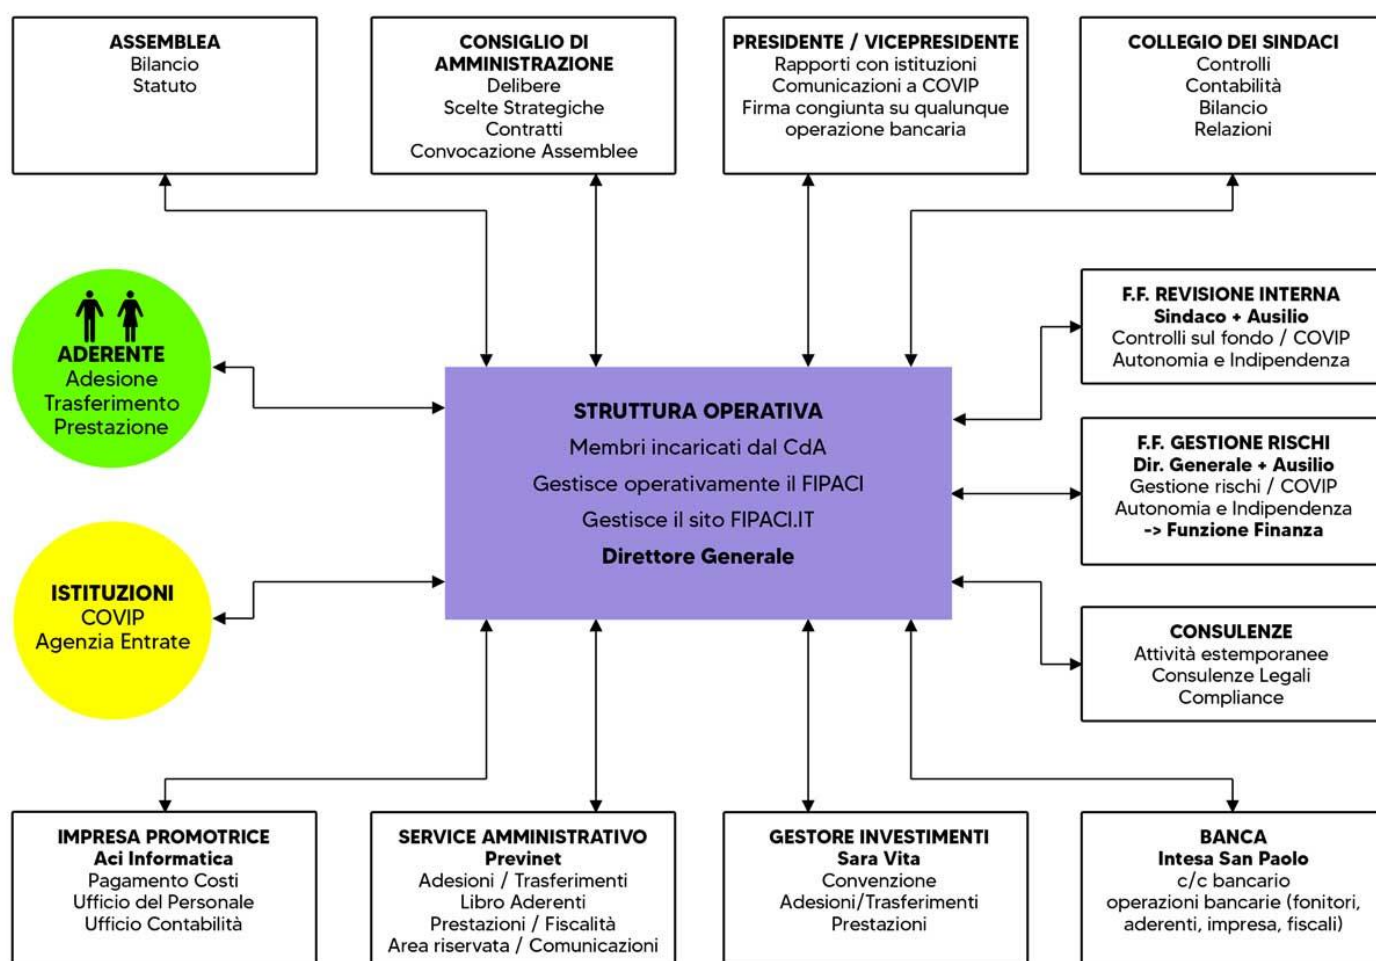 ASSEMBLEA
Bilancio
Statuto
CONSIGLIO DI
AMMINISTRAZIONE
Delibere
Scelte Strategiche
Contratti
Convocazione Assemblee
PRESIDENTE / VICEPRESIDENTE
Rapporti con istituzioni
Comunicazioni a COVIP
Firma congiunta su qualunque
operazione bancaria
COLLEGIO DEI SINDACI
Controlli
Contabilità
Bilancio
Relazioni
ADERENTE
Adesione
Trasferimento
Prestazione
ISTITUZIONI
COVIP
Agenzia Entrate
STRUTTURA OPERATIVA
Membri incaricati dal CdA
Gestisce operativamente il FIPACI
Gestisce il sito FIPACI.IT
Direttore Generale
F.F. REVISIONE INTERNA
Sindaco + Ausilio
Controlli sul fondo / COVIP
Autonomia e Indipendenza
F.F. GESTIONE RISCHI
Dir. Generale + Ausilio
Gestione rischi / COVIP
Autonomia e Indipendenza
-> Funzione Finanza
CONSULENZE
Attività estemporanee
Consulenze Legali
Compliance
IMPRESA PROMOTRICE
Aci Informatica
Pagamento Costi
Ufficio del Personale
Ufficio Contabilità
SERVICE AMMINISTRATIVO
Previnet
Adesioni / Trasferimenti
Libro Aderenti
Prestazioni / Fiscalità
Area riservata / Comunicazioni
GESTORE INVESTIMENTI
Sara Vita
Convenzione
Adesioni/Trasferimenti
Prestazioni
BANCA
Intesa San Paolo
c/c bancario
operazioni bancarie (fonitori,
aderenti, impresa, fiscali)